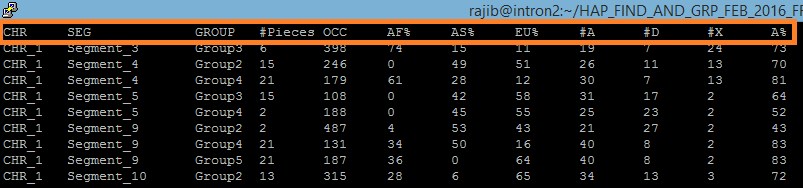 rajib@intron2:~/HAP_FIND_AND_GRP_FEB_2016_FF
CHR SEG GROUP #Pieces OCC AF% AS% EU% #A #D #X A%
CHR_1 Segment_3 Group3 6 398 74 15 11 19 7 24 73
CHR_1 Segment_4 Group2 15 246 0 49 51 26 11 13 70
CHR_1 Segment_4 Group4 21 179 61 28 12 30 7 13 81
CHR_1 Segment_5 Group3 15 108 0 42 58 31 17 2 64
CHR_1 Segment_5 Group4 2 188 0 45 55 25 23 2 52
CHR_1 Segment_9 Group2 2 487 4 53 43 21 27 2 43
CHR_1 Segment_9 Group4 21 131 34 50 16 40 8 2 83
CHR_1 Segment_9 Group5 21 187 36 0 64 40 8 2 83
CHR_1 Segment_10 Group2 13 315 28 6 65 34 13 3 72